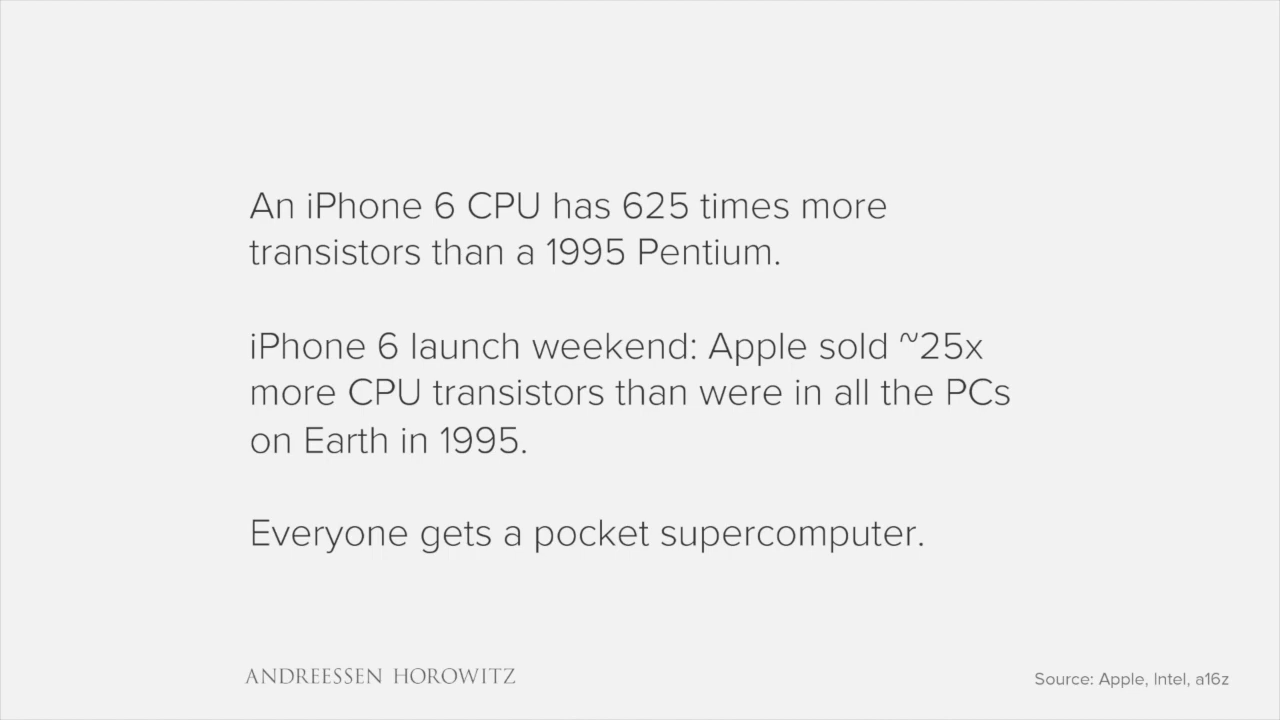 An iPhone 6 CPU has 625 times more
transistors than a 1995 Pentium.
iPhone 6 launch weekend: Apple sold ~25x
more CPU transistors than were in all the PCs
on Earth in 1995.
Everyone gets a pocket supercomputer.
ANDREESSEN HOROWITZ
Source: Apple, Intel, a16z